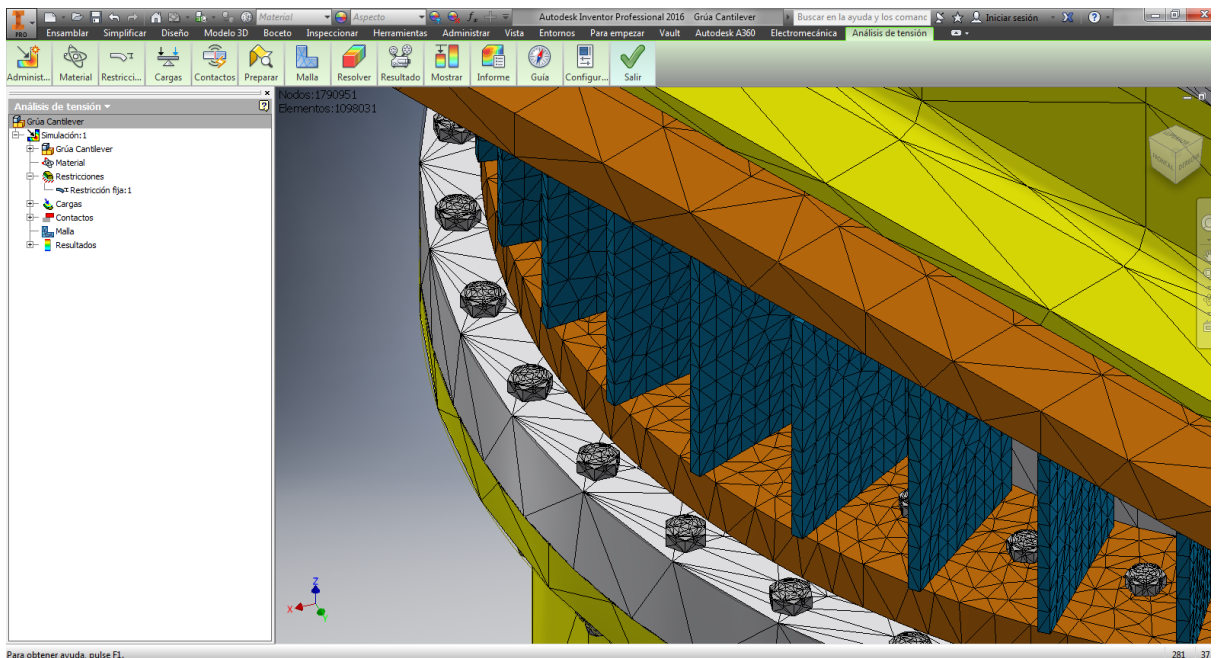 Material Aspecto Autodesk Inventor Professional 2016 Grúa Cantilever Buscar en la ayuda y los comanc Iniciar sesión
PRO Ensamblar Simplificar Diseño Modelo 3D Boceto Inspeccionar Herramientas Administrar Vista Entornos Para empezar Vault Autodesk A360 Electromecánica Análisis de tensión
Administ... Material Restricci... Cargas Contactos Preparar Malla Resolver Resultado Mostrar Informe Guía Configur... Salir
Análisis de tensión
Grúa Cantilever
Simulación:1
Grúa Cantilever
Material
Restricciones
Restricción fija:1
Cargas
Contactos
Malla
Resultados
Nodos:1790951
Elementos:1098031
Z
X
Y
Para obtener ayuda, pulse F1. 281 37